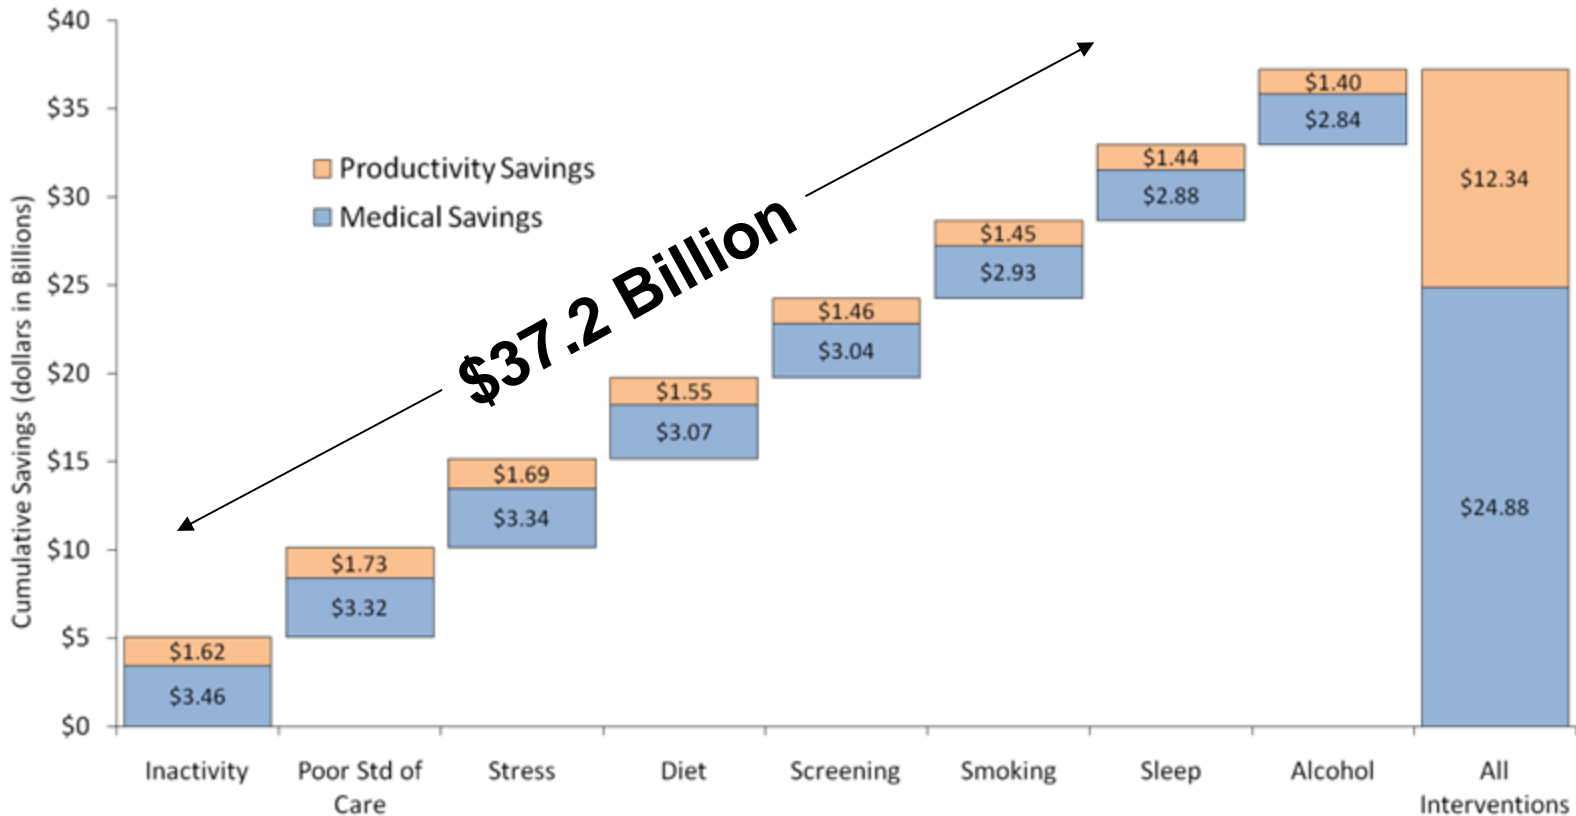 Cumulative Savings (dollars in Billions)
$40
$35
$30
$25
$20
$15
$10
$5
$0
Productivity Savings
Medical Savings
$37.2 Billion
$1.62
$3.46
$1.73
$3.32
$1.69
$3.34
$1.55
$3.07
$1.46
$3.04
$1.45
$2.93
$1.44
$2.88
$1.40
$2.84
$12.34
$24.88
Inactivity
Poor Std of
Care
Stress
Diet
Screening
Smoking
Sleep
Alcohol
All
Interventions